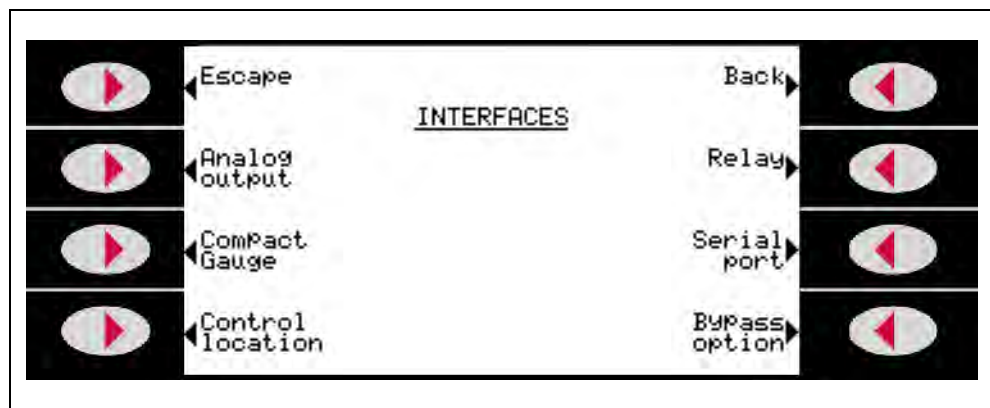 Escape
Back
INTERFACES
Analog
output
Relay
Compact
Gauge
Serial
port
Control
location
Bypass
option